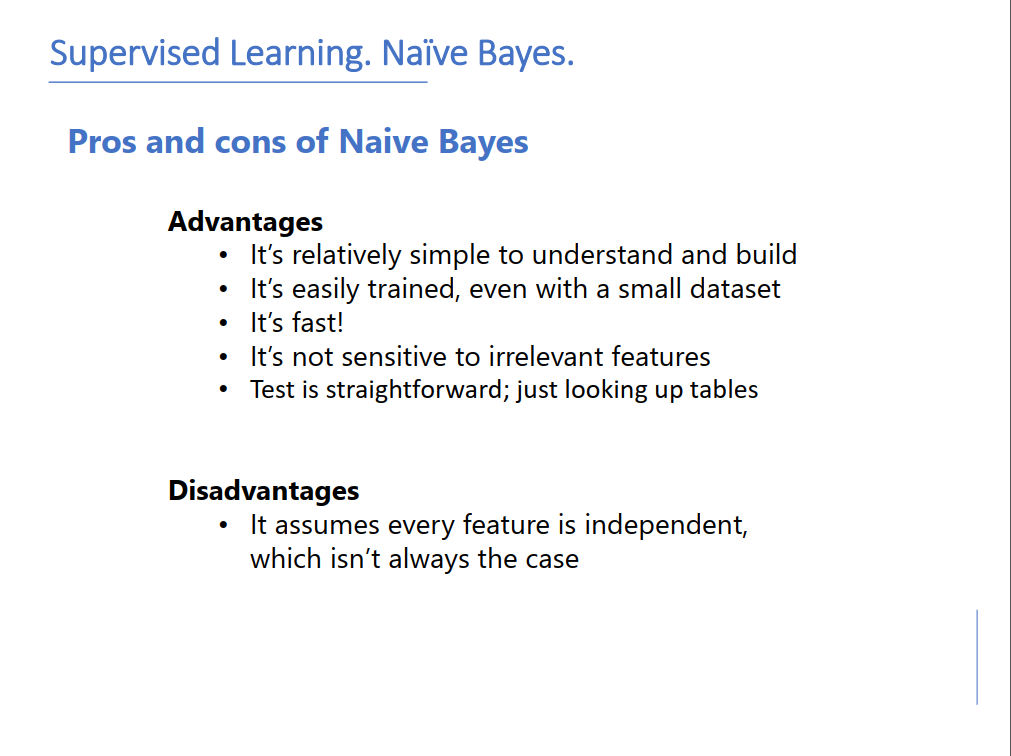 Supervised Learning. Naïve Bayes.
Pros and cons of Naive Bayes
Advantages
• It’s relatively simple to understand and build
• It’s easily trained, even with a small dataset
• It’s fast!
• It’s not sensitive to irrelevant features
• Test is straightforward; just looking up tables
Disadvantages
• It assumes every feature is independent,
which isn’t always the case